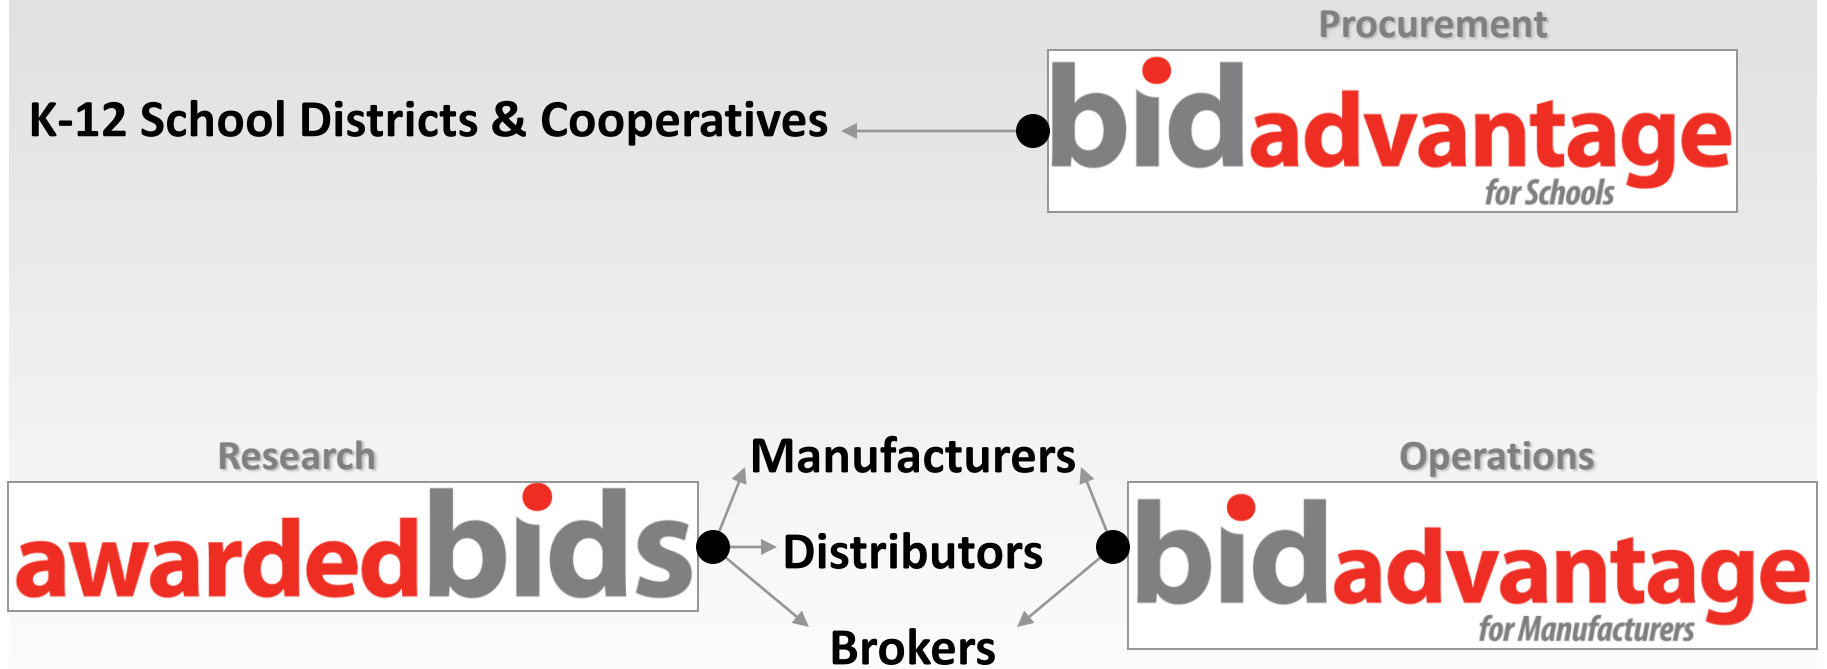 Procurement
K-12 School Districts & Cooperatives
bidadvantage
for Schools
Research
awardedbids
Manufacturers
Distributors
Brokers
Operations
bidadvantage
for Manufacturers